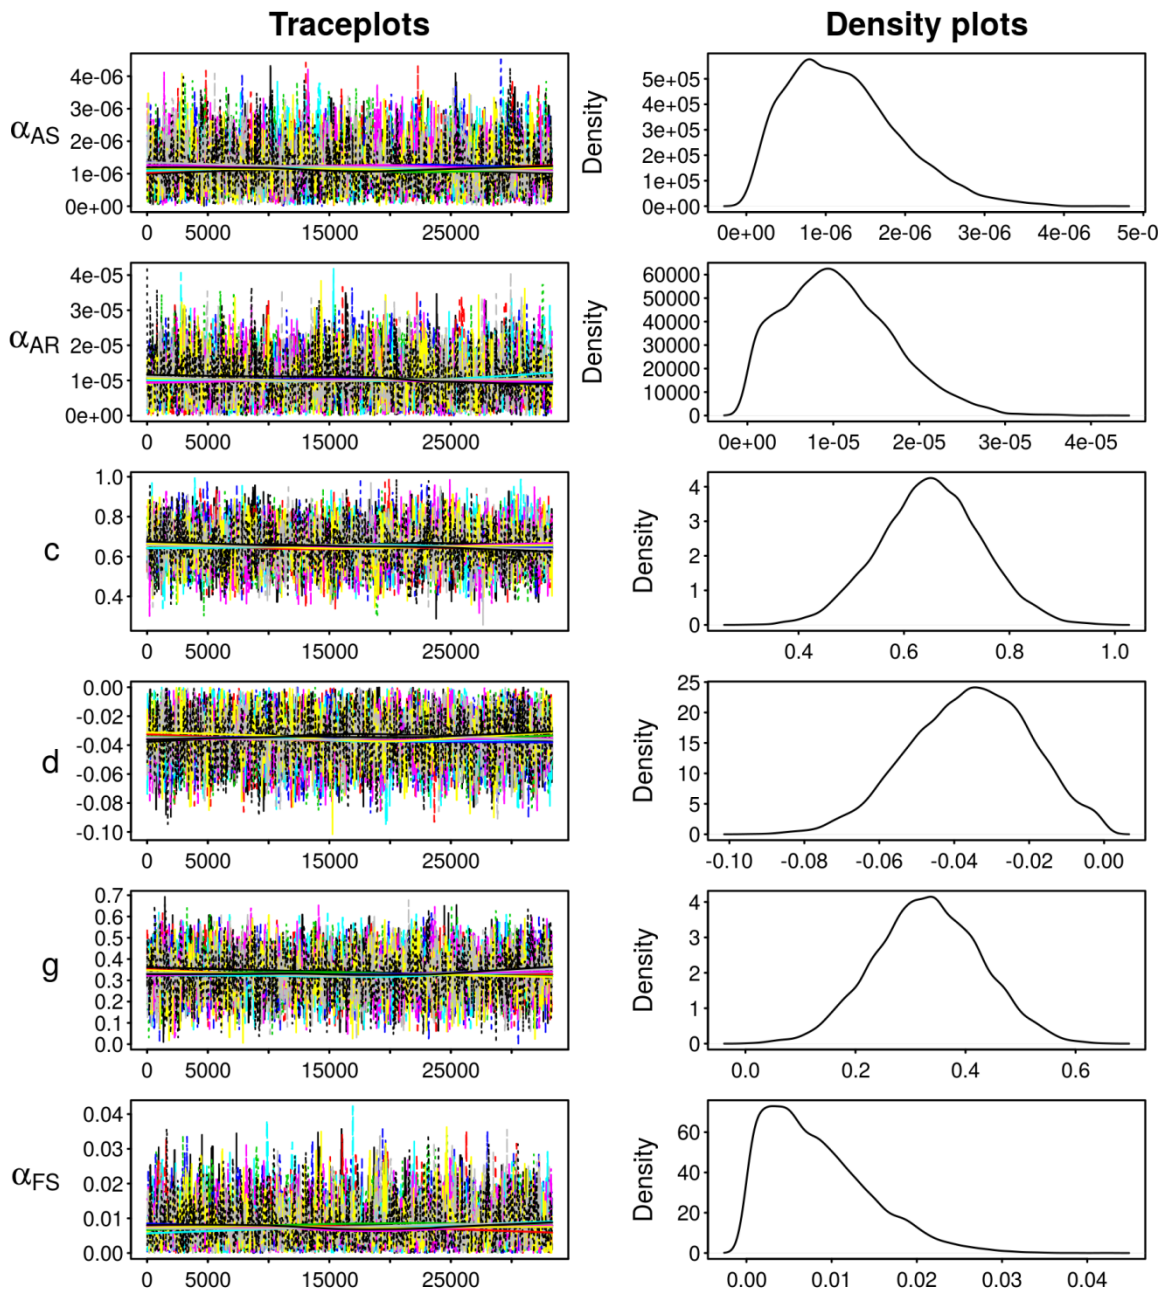 Traceplots Density plots
α_AS
4e-06
3e-06
2e-06
1e-06
0e+00
0 5000 15000 25000
Density
5e+05
4e+05
3e+05
2e+05
1e+05
0e+00
0e+00 1e-06 2e-06 3e-06 4e-06 5e-0
α_AR
4e-05
3e-05
2e-05
1e-05
0e+00
0 5000 15000 25000
Density
60000
50000
40000
30000
20000
10000
0
0e+00 1e-05 2e-05 3e-05 4e-05
c
1.0
0.8
0.6
0.4
0 5000 15000 25000
Density
4
3
2
1
0
0.4 0.6 0.8 1.0
d
0.00
-0.02
-0.04
-0.06
-0.08
-0.10
0 5000 15000 25000
Density
25
20
15
10
5
0
-0.10 -0.08 -0.06 -0.04 -0.02 0.00
g
0.7
0.6
0.5
0.4
0.3
0.2
0.1
0.0
0 5000 15000 25000
Density
4
3
2
1
0
0.0 0.2 0.4 0.6
α_FS
0.04
0.03
0.02
0.01
0.00
0 5000 15000 25000
Density
60
40
20
0
0.00 0.01 0.02 0.03 0.04